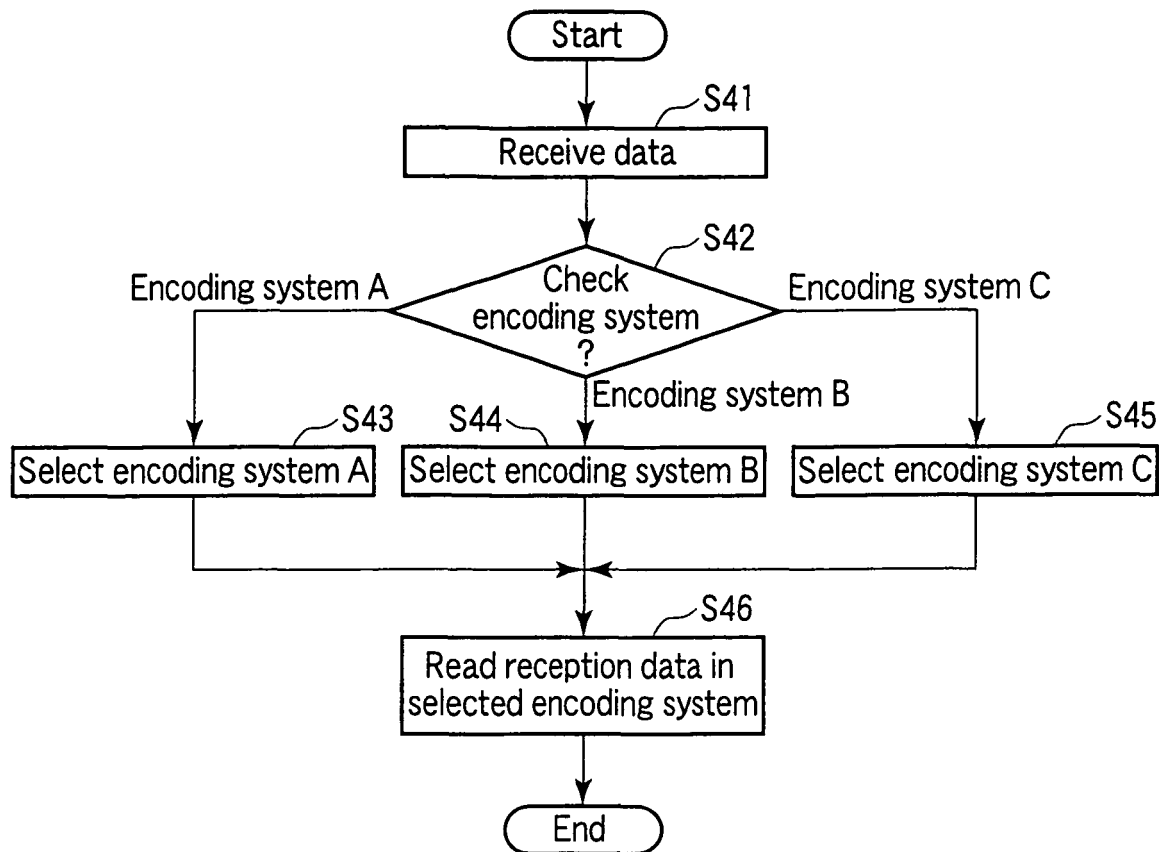 Start
S41
Receive data
S42
Encoding system A
Check
encoding system
?
Encoding system C
Encoding system B
S43
S44
S45
Select encoding system A
Select encoding system B
Select encoding system C
S46
Read reception data in
selected encoding system
End